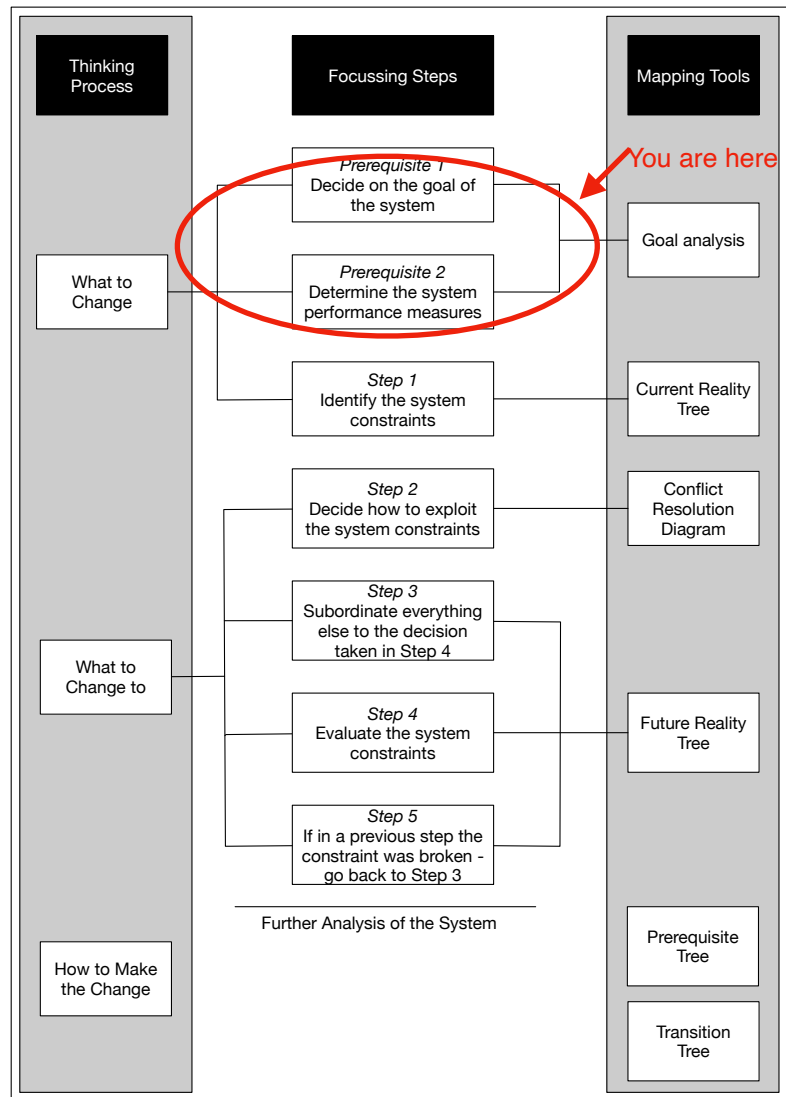 Thinking
Process
Focussing Steps
Mapping Tools
You are here
Prerequisite 1
Decide on the goal of
the system
Goal analysis
What to
Change
Prerequisite 2
Determine the system
performance measures
Step 1
Identify the system
constraints
Current Reality
Tree
Step 2
Decide how to exploit
the system constraints
Conflict
Resolution
Diagram
Step 3
Subordinate everything
else to the decision
taken in Step 4
What to
Change to
Step 4
Evaluate the system
constraints
Future Reality
Tree
Step 5
If in a previous step the
constraint was broken -
go back to Step 3
Further Analysis of the System
How to Make
the Change
Prerequisite
Tree
Transition
Tree